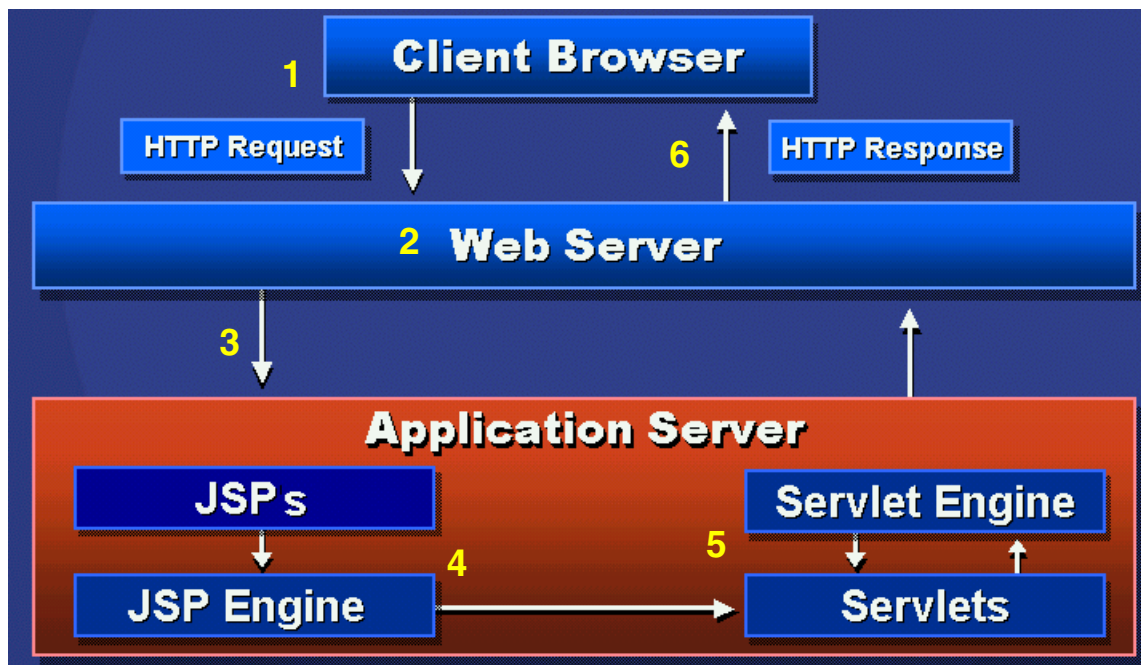 Client Browser
1
HTTP Request
6
HTTP Response
2
Web Server
3
Application Server
JSPs
Servlet Engine
4
5
JSP Engine
Servlets